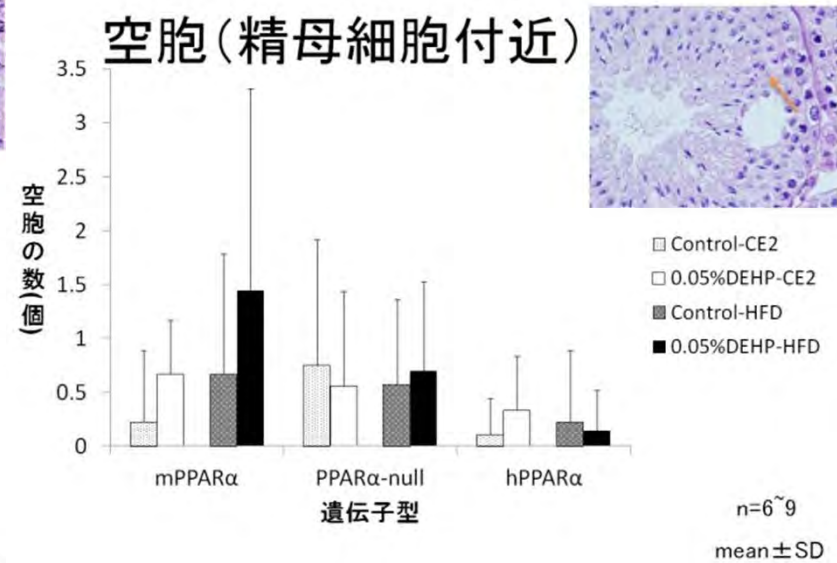 空胞(精母細胞付近)
空胞の数(個)
3.5
3
2.5
2
1.5
1
0.5
0
mPPARα PPARα-null hPPARα
遺伝子型
Control-CE2
0.05%DEHP-CE2
Control-HFD
0.05%DEHP-HFD
n=6~9
mean±SD